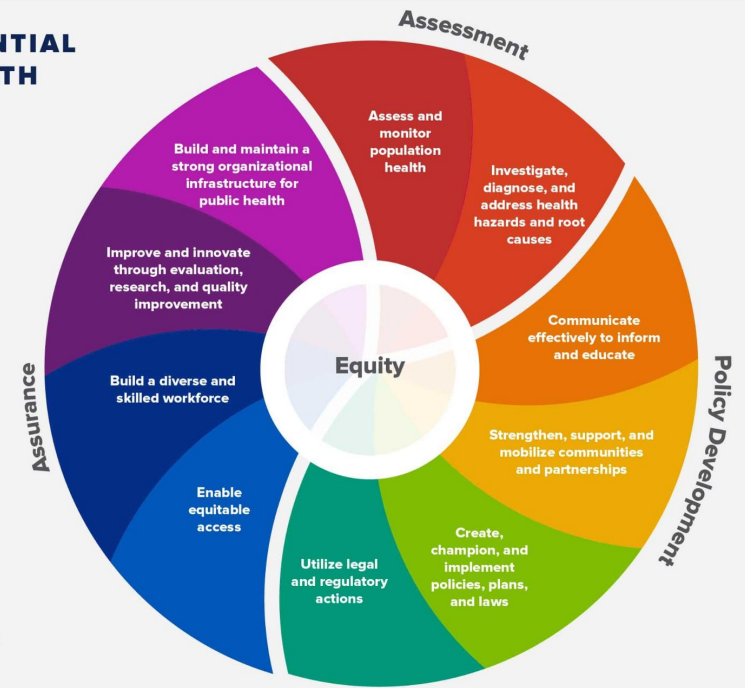 NTIAL
TH
Assessment
Assess and
monitor
population
health
Investigate,
diagnose, and
address health
hazards and root
causes
Policy Development
Communicate
effectively to inform
and educate
Strengthen, support, and
mobilize communities
and partnerships
Create,
champion, and
implement
policies, plans,
and laws
Utilize legal
and regulatory
actions
Assurance
Enable
equitable
access
Build a diverse and
skilled workforce
Improve and innovate
through evaluation,
research, and quality
improvement
Build and maintain a
strong organizational
infrastructure for
public health
Equity